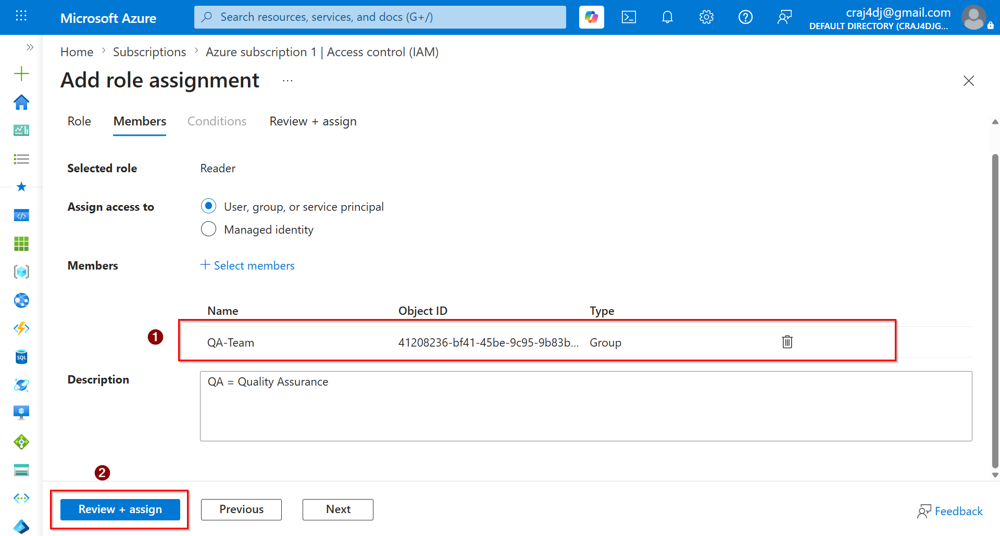 Microsoft Azure
Search resources, services, and docs (G+/)
craj4dj@gmail.com
DEFAULT DIRECTORY (CRAJ4DJG...
Home > Subscriptions > Azure subscription 1 | Access control (IAM)
Add role assignment ...
Role Members Conditions Review + assign
Selected role Reader
Assign access to User, group, or service principal
Managed identity
Members + Select members
Name Object ID Type
1 QA-Team 41208236-bf41-45be-9c95-9b83b... Group
Description QA = Quality Assurance
SQL
2
Review + assign Previous Next
Feedback